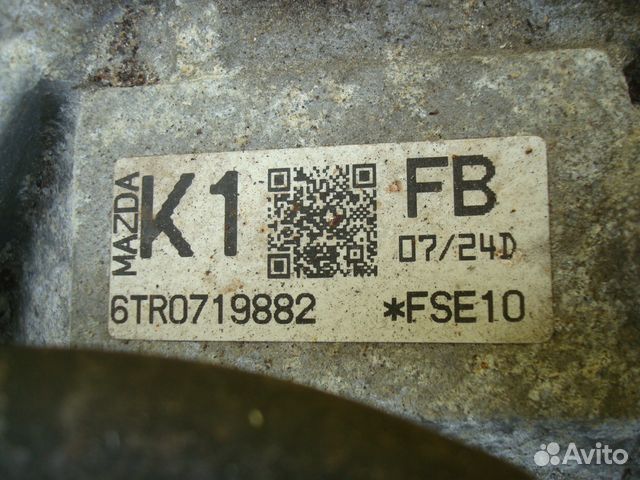 MAZDA
K1
FB
07/24D
6TR0719882
*FSE10
Avito